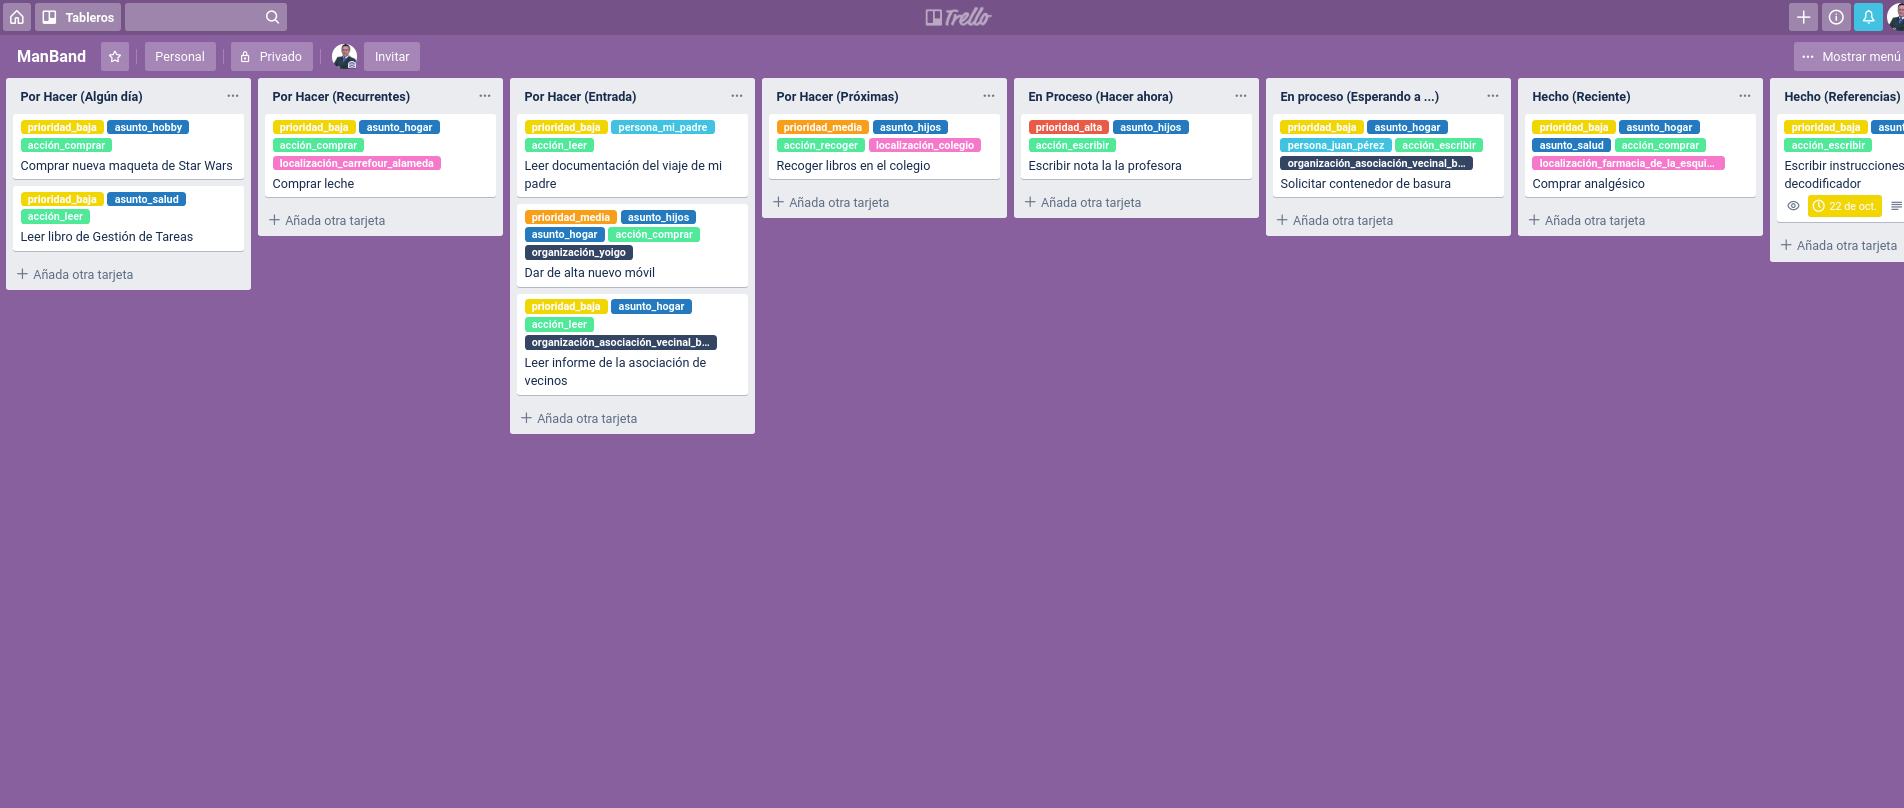 Tableros
Trello
ManBand
Personal
Privado
Invitar
Mostrar menú
Por Hacer (Algún día)
prioridad_baja asunto_hobby
acción_comprar
Comprar nueva maqueta de Star Wars
prioridad_baja asunto_salud
acción_leer
Leer libro de Gestión de Tareas
Añada otra tarjeta
Por Hacer (Recurrentes)
prioridad_baja asunto_hogar
acción_comprar
localización_carrefour_alameda
Comprar leche
Añada otra tarjeta
Por Hacer (Entrada)
prioridad_baja persona_mi_padre
acción_leer
Leer documentación del viaje de mi
padre
prioridad_media asunto_hijos
asunto_hogar acción_comprar
organización_yoigo
Dar de alta nuevo móvil
prioridad_baja asunto_hogar
acción_leer
organización_asociación_vecinal_b...
Leer informe de la asociación de
vecinos
Añada otra tarjeta
Por Hacer (Próximas)
prioridad_media asunto_hijos
acción_recoger localización_colegio
Recoger libros en el colegio
Añada otra tarjeta
En Proceso (Hacer ahora)
prioridad_alta asunto_hijos
acción_escribir
Escribir nota la la profesora
Añada otra tarjeta
En proceso (Esperando a ...)
prioridad_baja asunto_hogar
persona_juan_pérez acción_escribir
organización_asociación_vecinal_b...
Solicitar contenedor de basura
Añada otra tarjeta
Hecho (Reciente)
prioridad_baja asunto_hogar
asunto_salud acción_comprar
localización_farmacia_de_la_esqui...
Comprar analgésico
Añada otra tarjeta
Hecho (Referencias)
prioridad_baja asunt
acción_escribir
Escribir instrucciones
decodificador
22 de oct.
Añada otra tarjeta